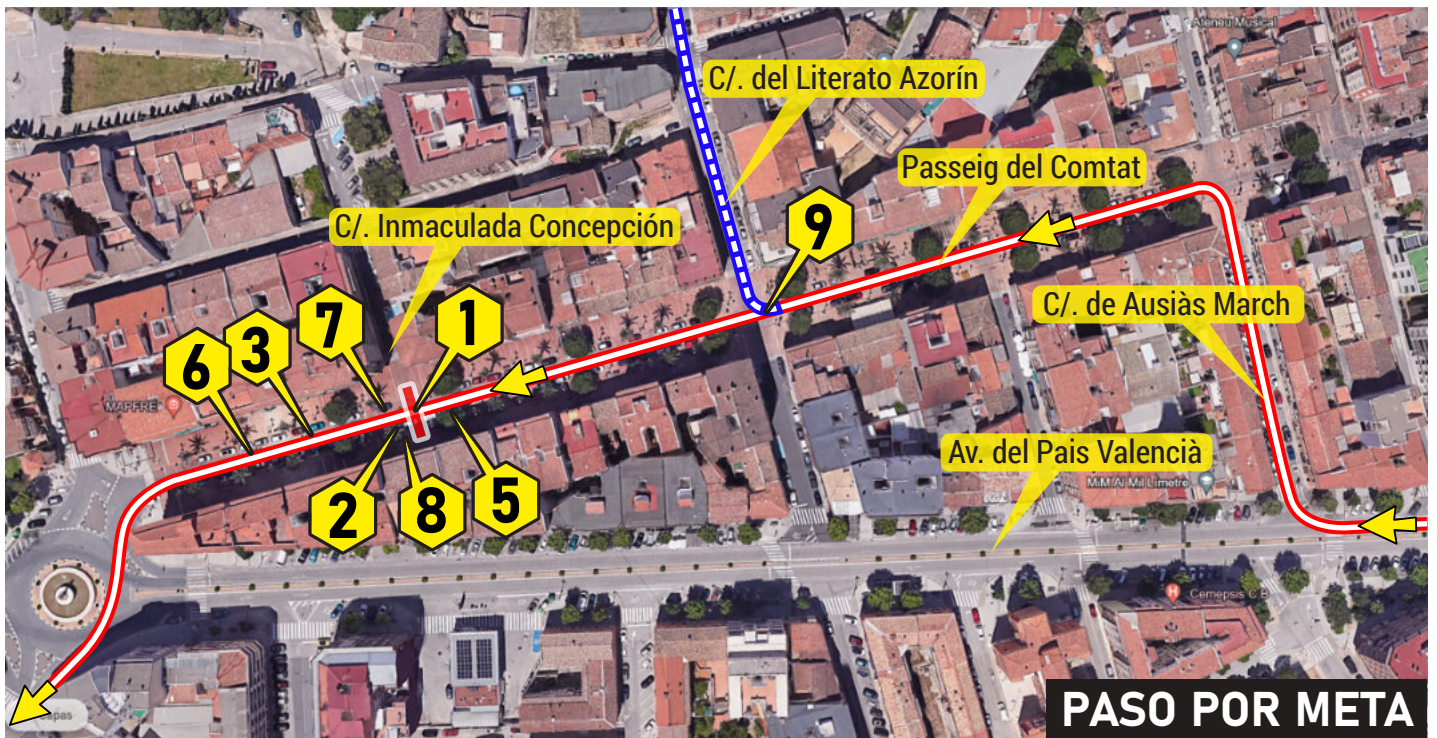 Ateneu Musical
C/. del Literato Azorín
Passeig del Comtat
9
C/. Inmaculada Concepción
C/. de Ausiàs March
7
1
3
6
MAPFRE
Av. del Pais Valencià
MiM Al Mil·límetre
5
2
8
Cemepsis C.B
H
PASO POR META